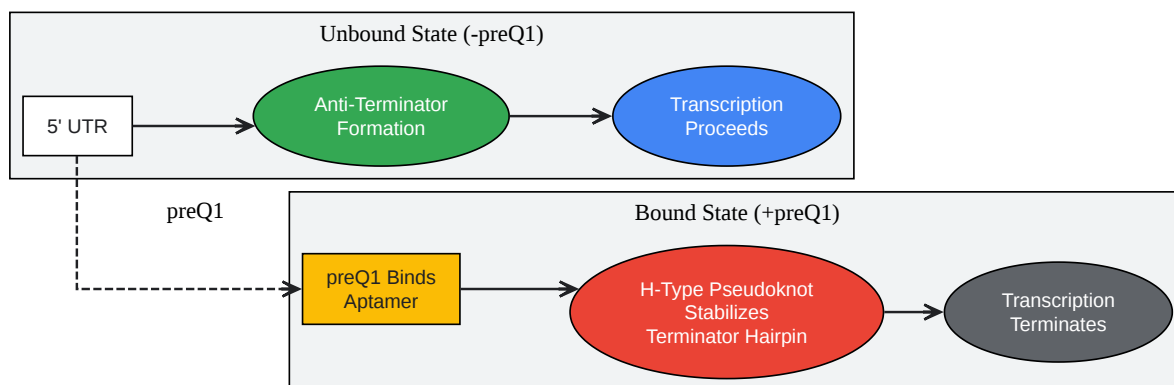 Unbound State (-preQ1)
5' UTR
Anti-Terminator
Formation
Transcription
Proceeds
preQ1
Bound State (+preQ1)
preQ1 Binds
Aptamer
H-Type Pseudoknot
Stabilizes
Terminator Hairpin
Transcription
Terminates